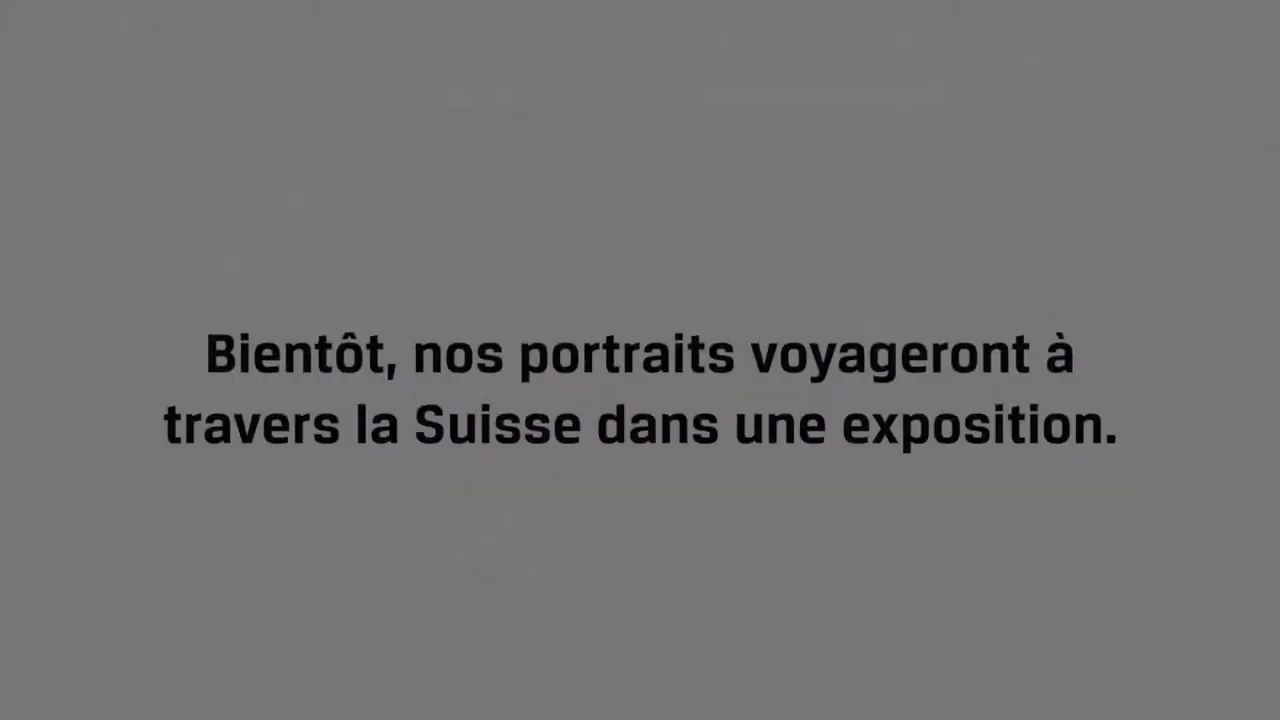 Bientôt, nos portraits voyageront à
travers la Suisse dans une exposition.